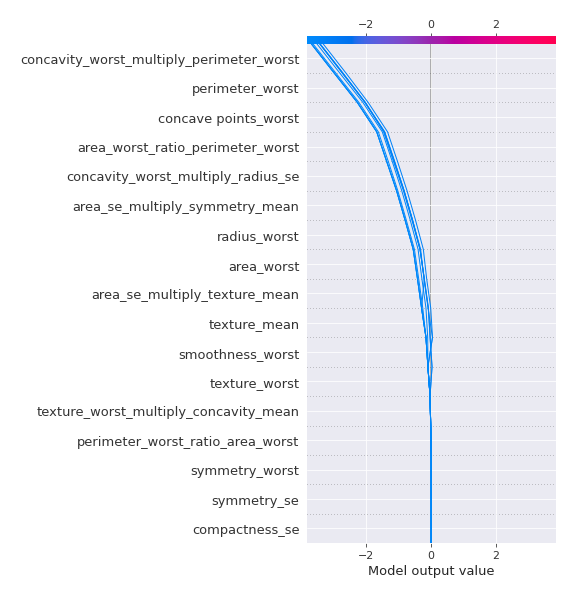 −2 0 2
concavity_worst_multiply_perimeter_worst
perimeter_worst
concave points_worst
area_worst_ratio_perimeter_worst
concavity_worst_multiply_radius_se
area_se_multiply_symmetry_mean
radius_worst
area_worst
area_se_multiply_texture_mean
texture_mean
smoothness_worst
texture_worst
texture_worst_multiply_concavity_mean
perimeter_worst_ratio_area_worst
symmetry_worst
symmetry_se
compactness_se
−2 0 2
Model output value